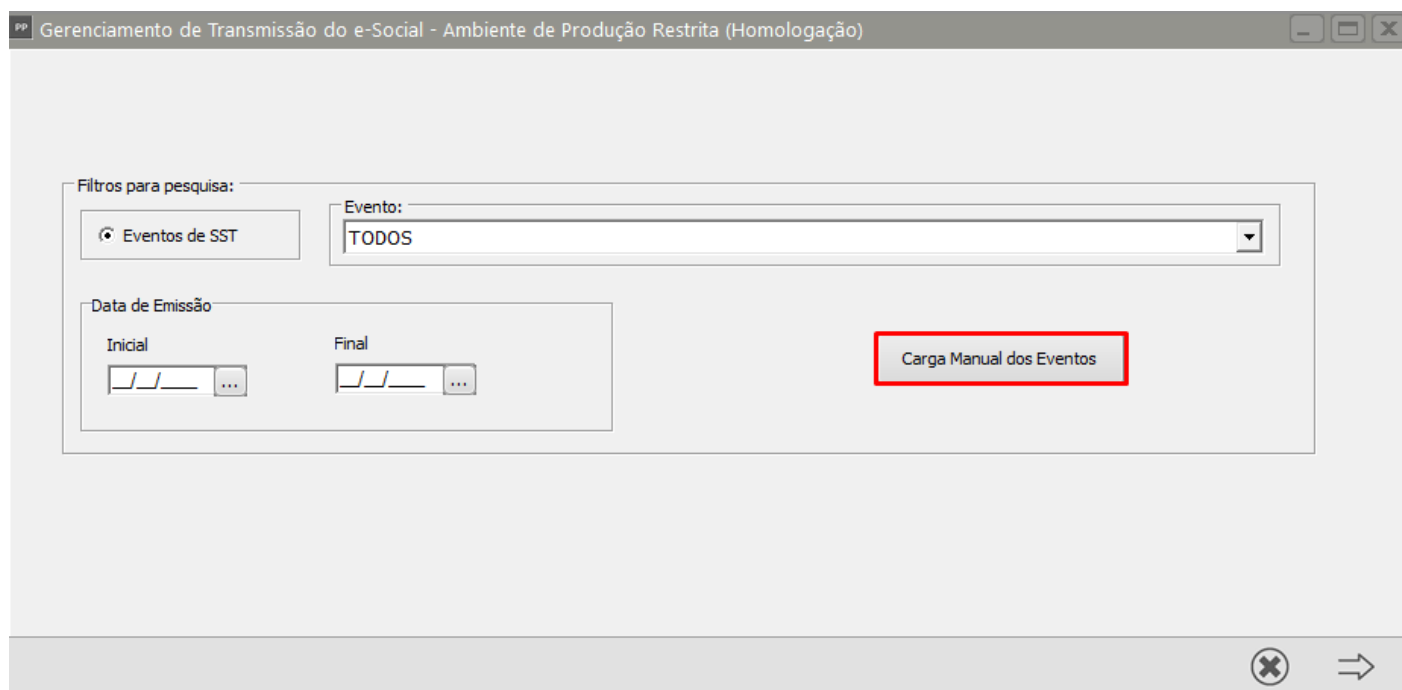 PP Gerenciamento de Transmissão do e-Social - Ambiente de Produção Restrita (Homologação)
Filtros para pesquisa:
Eventos de SST
Evento:
TODOS
Data de Emissão
Inicial
Final
__/__/____ ...
__/__/____ ...
Carga Manual dos Eventos